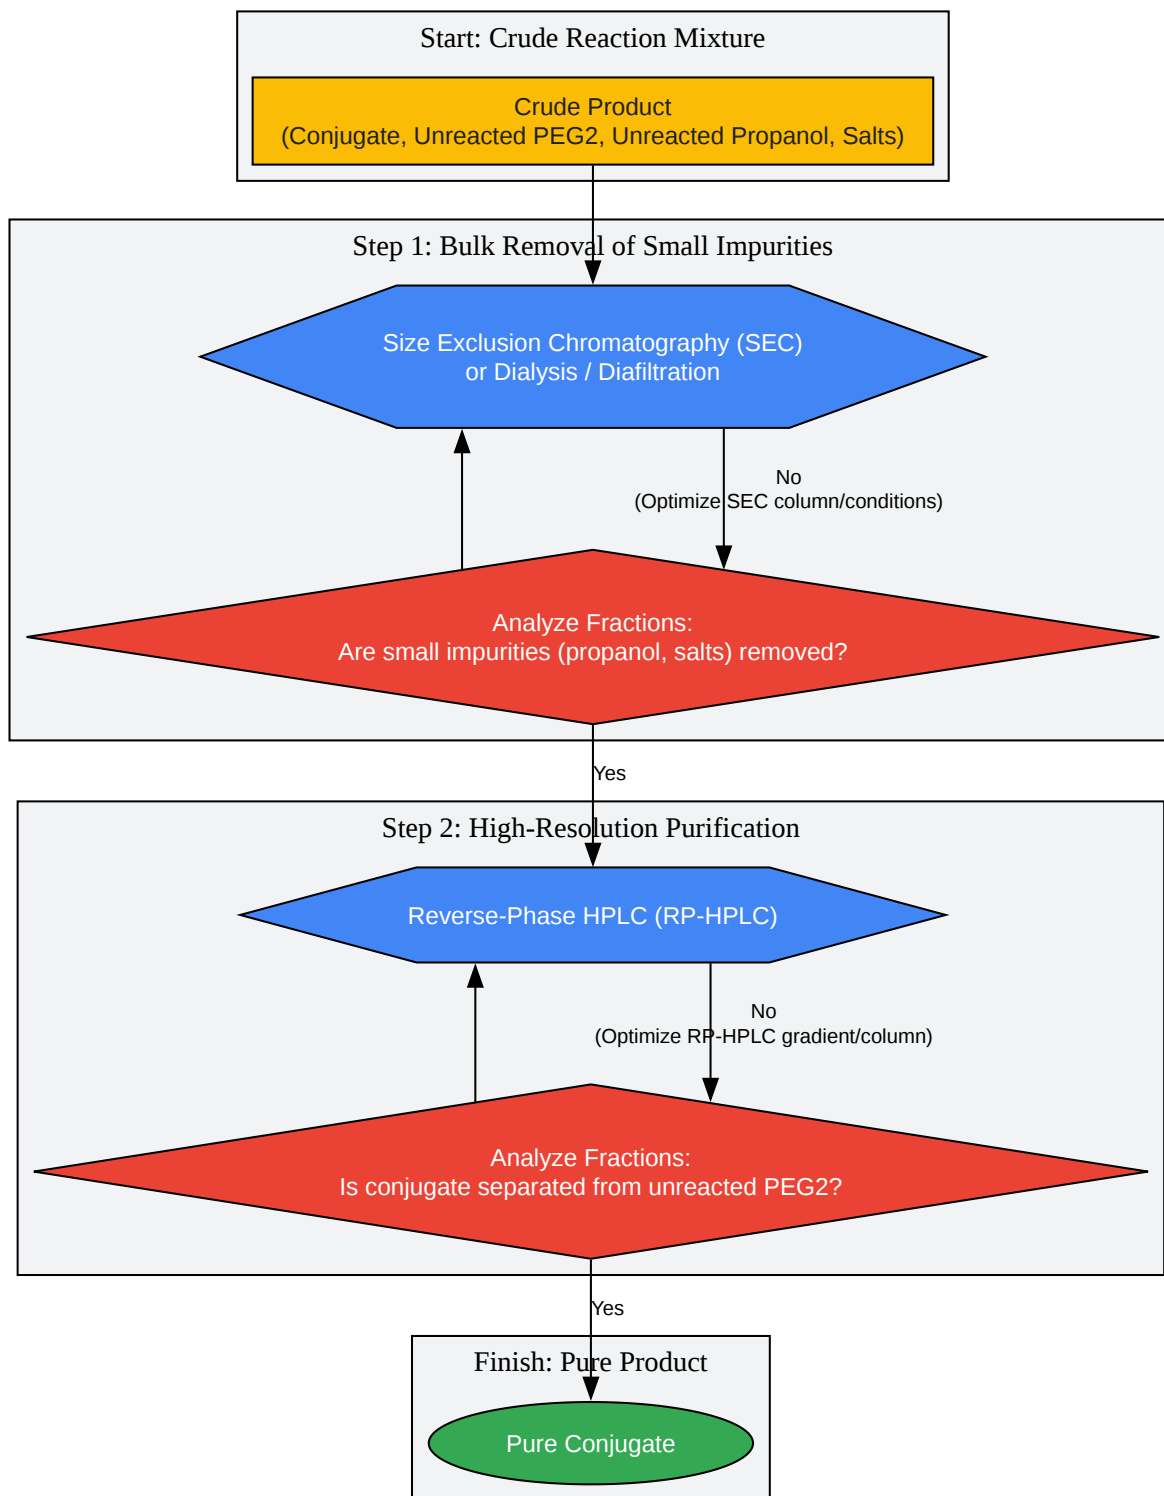 Start: Crude Reaction Mixture
Crude Product
(Conjugate, Unreacted PEG2, Unreacted Propanol, Salts)
Step 1: Bulk Removal of Small Impurities
Size Exclusion Chromatography (SEC)
or Dialysis / Diafiltration
No
(Optimize SEC column/conditions)
Analyze Fractions:
Are small impurities (propanol, salts) removed?
Yes
Step 2: High-Resolution Purification
Reverse-Phase HPLC (RP-HPLC)
No
(Optimize RP-HPLC gradient/column)
Analyze Fractions:
Is conjugate separated from unreacted PEG2?
Yes
Finish: Pure Product
Pure Conjugate